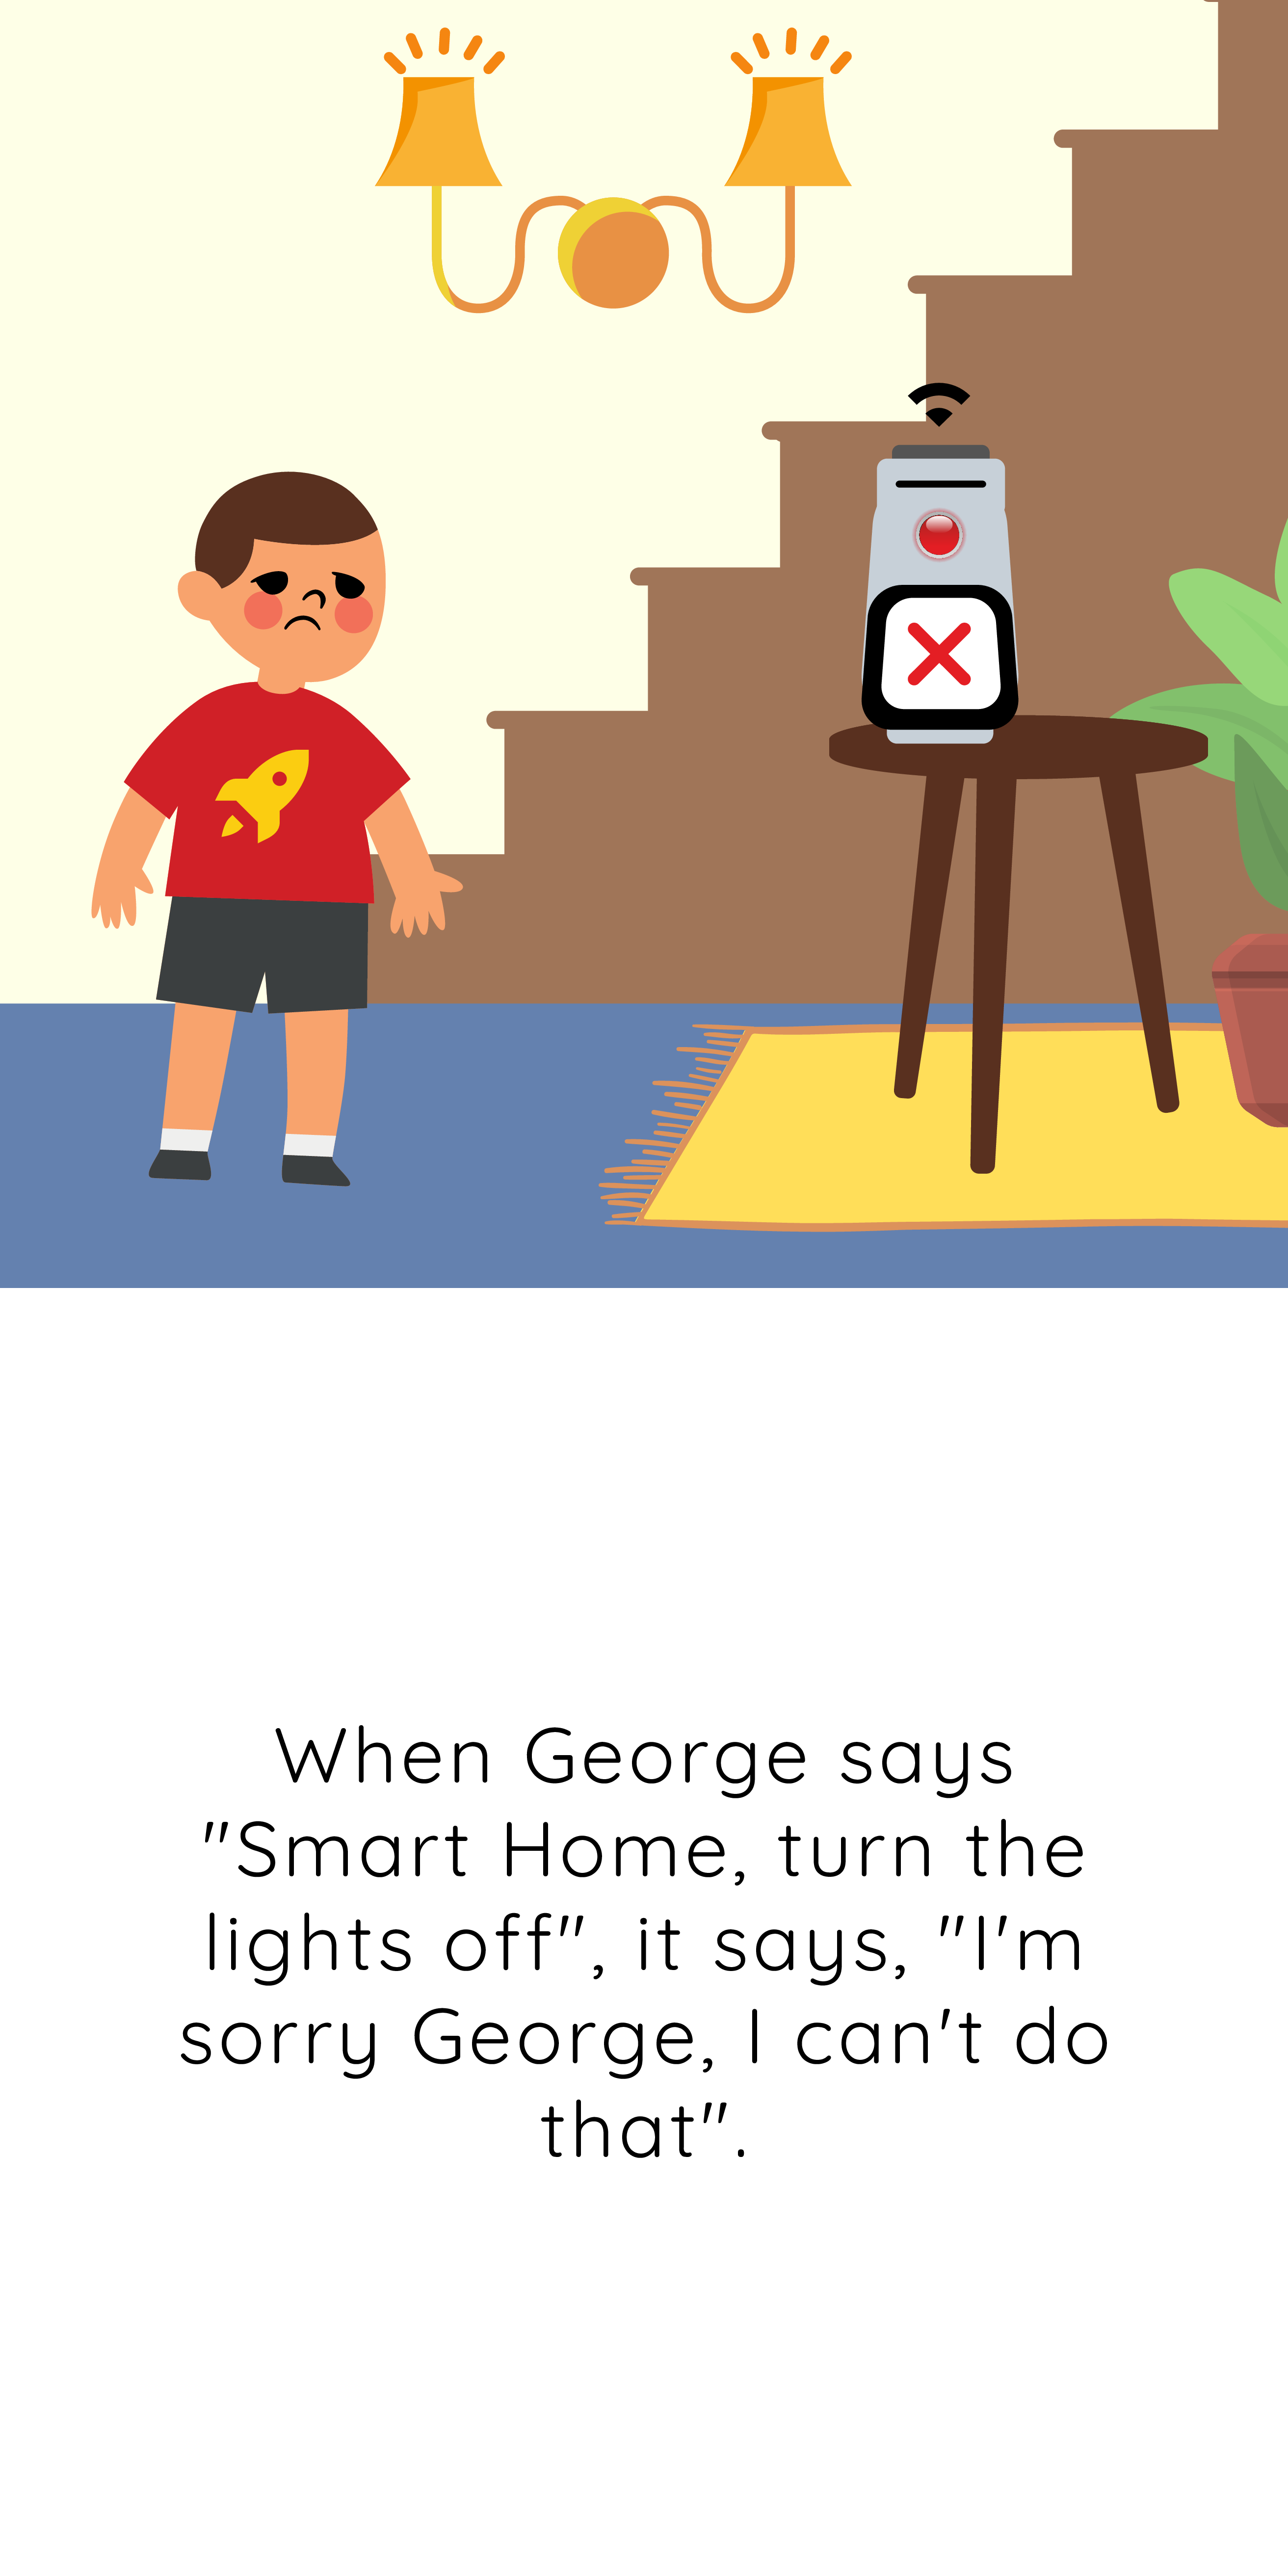 When George says
"Smart Home, turn the
lights off", it says, "I'm
sorry George, I can't do
that".